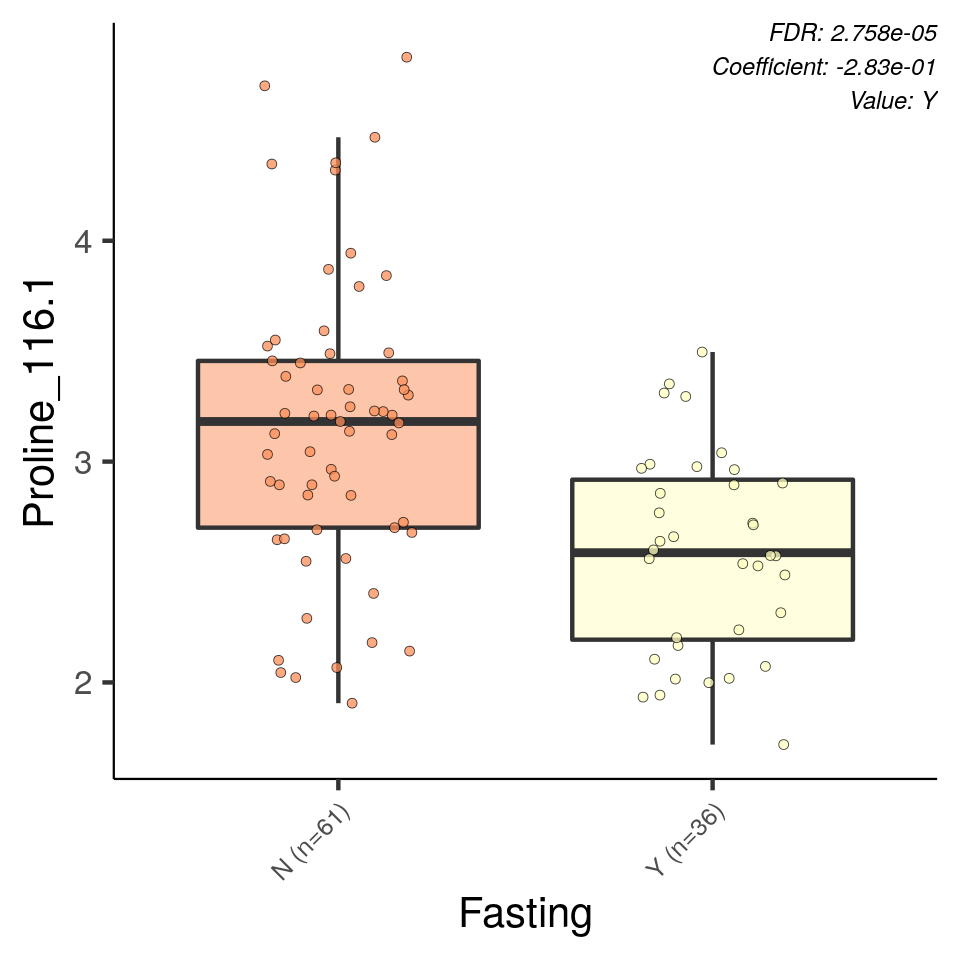 FDR: 2.758e-05
Coefficient: -2.83e-01
Value: Y
Proline_116.1
4
3
2
N (n=61)
Y (n=36)
Fasting